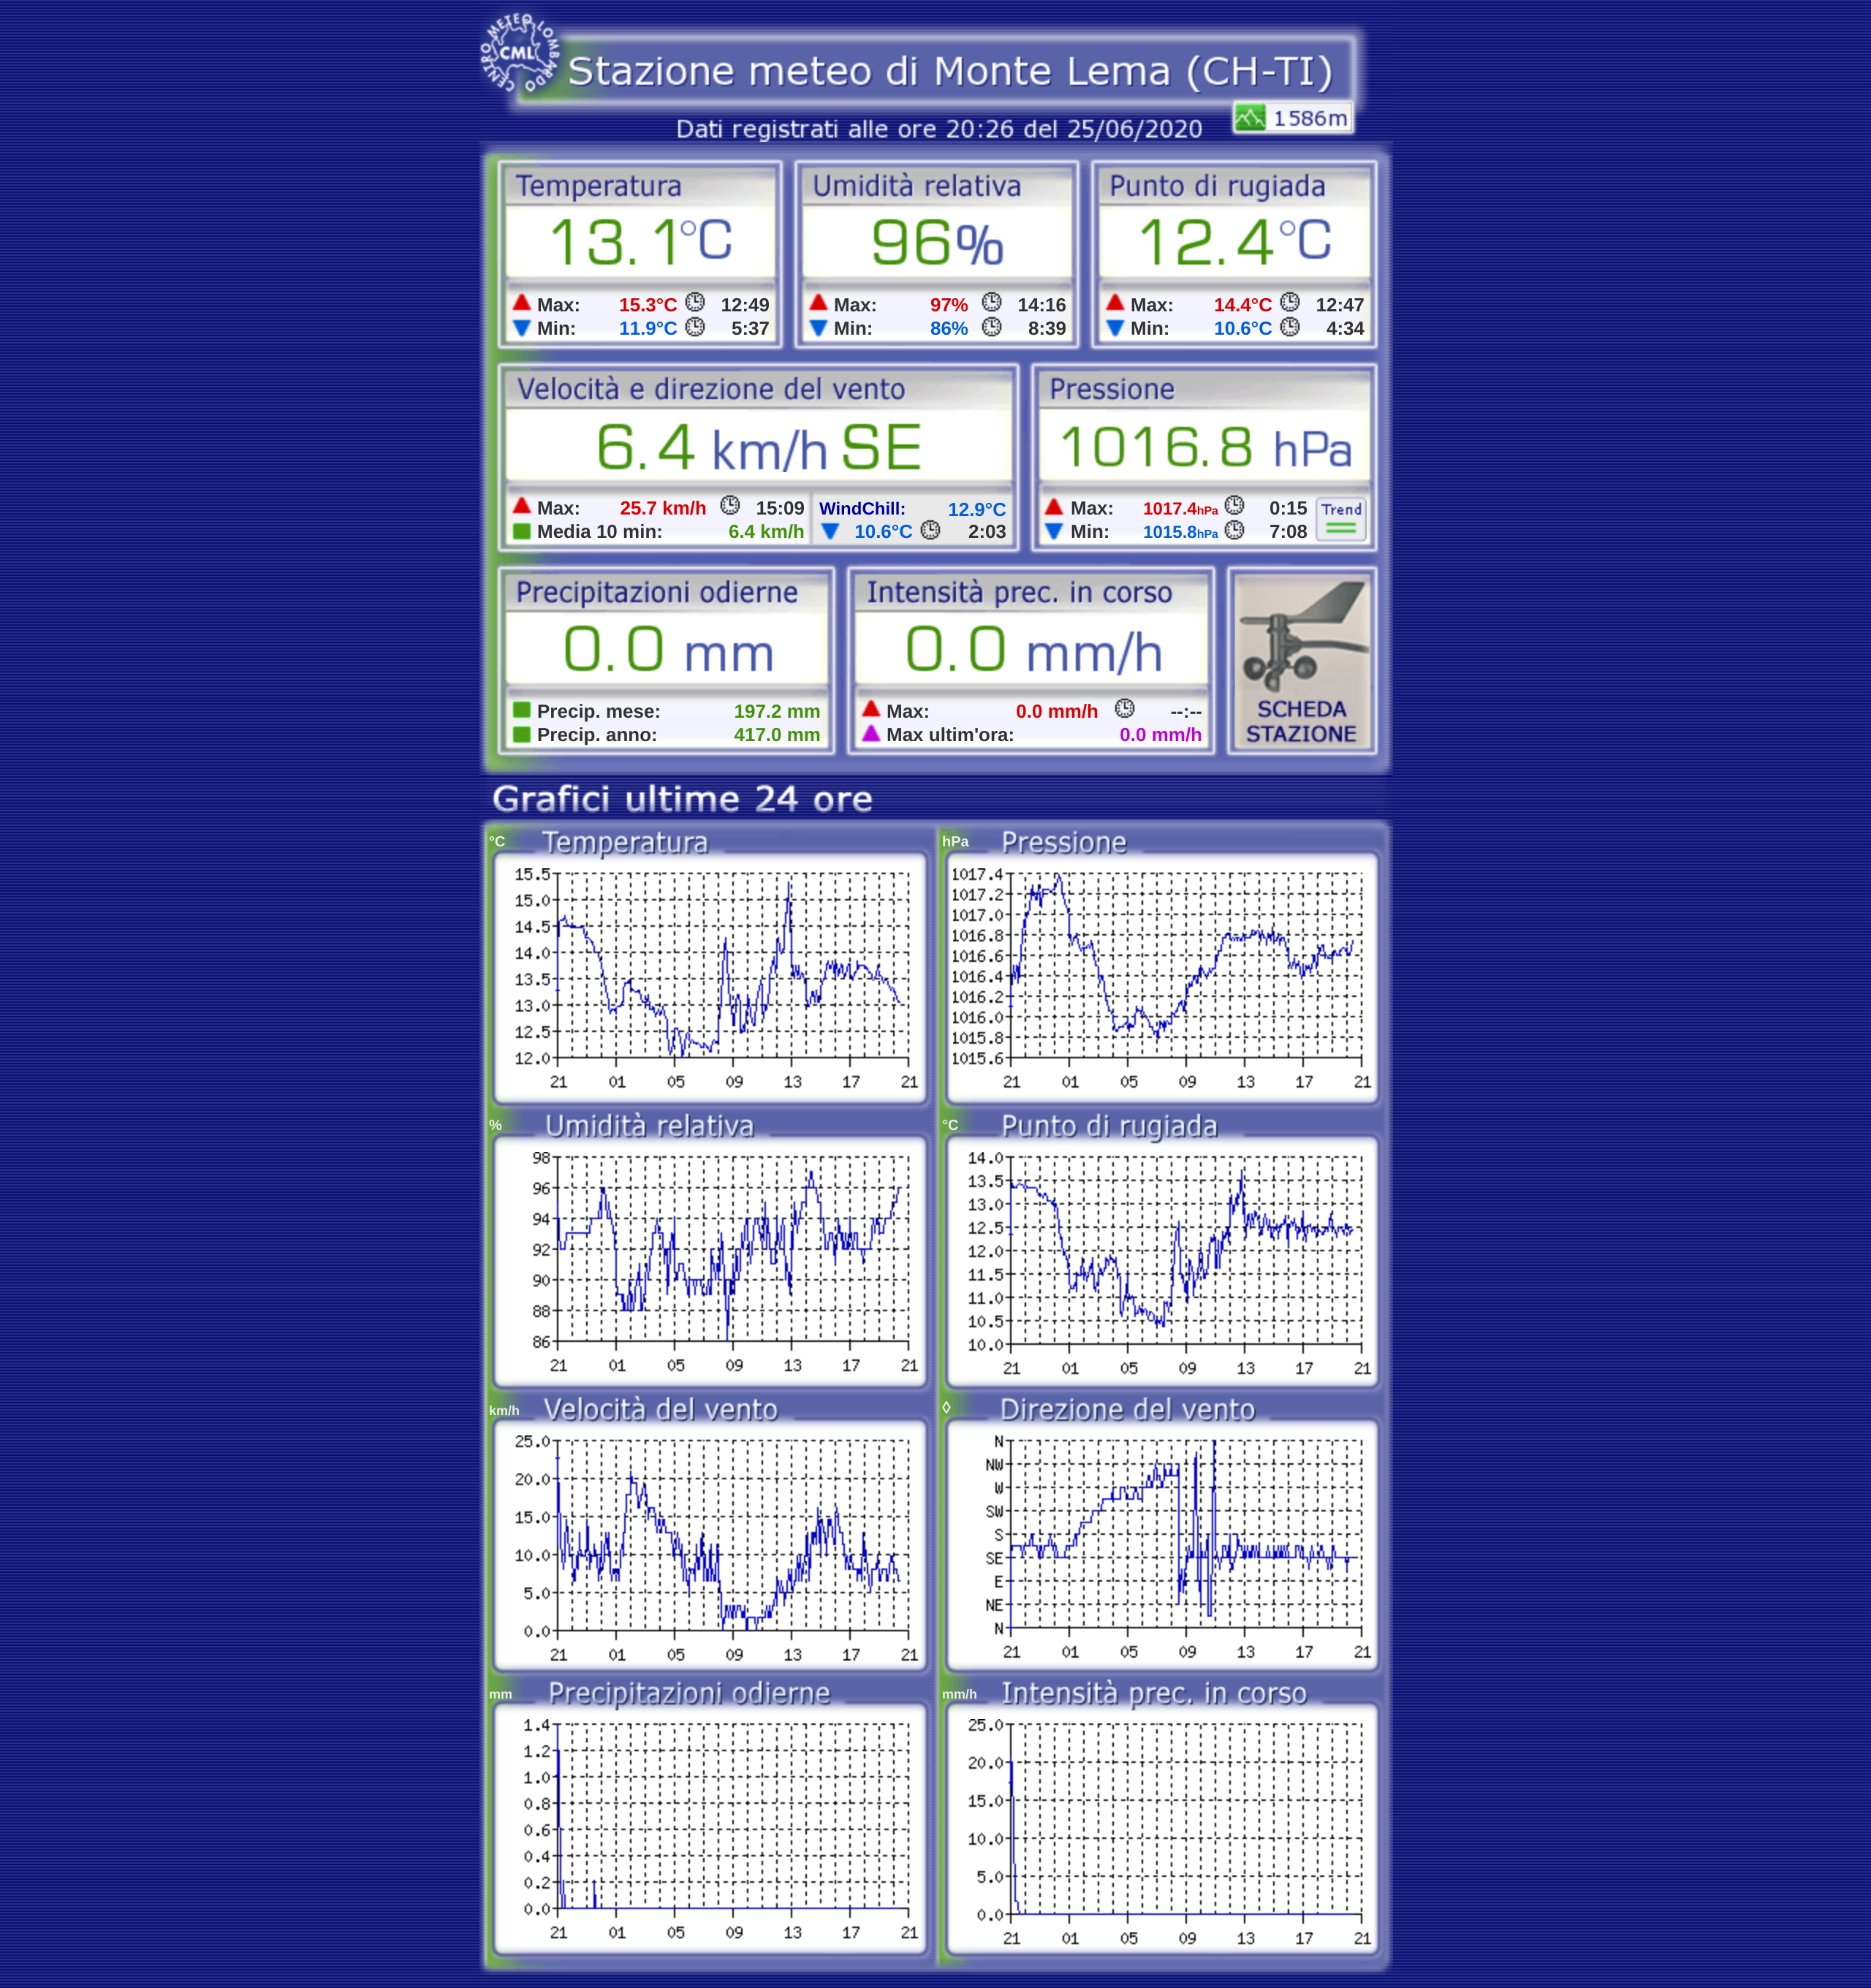 CENTRO METEO LOMBARDO
CML
Stazione meteo di Monte Lema (CH-TI)
1586m
Dati registrati alle ore 20:26 del 25/06/2020
Temperatura
13.1°C
Max: 15.3°C 12:49
Min: 11.9°C 5:37
Umidità relativa
96%
Max: 97% 14:16
Min: 86% 8:39
Punto di rugiada
12.4°C
Max: 14.4°C 12:47
Min: 10.6°C 4:34
Velocità e direzione del vento
6.4 km/h SE
Max: 25.7 km/h 15:09
Media 10 min: 6.4 km/h
WindChill: 12.9°C
10.6°C 2:03
Pressione
1016.8 hPa
Max: 1017.4hPa 0:15
Min: 1015.8hPa 7:08
Trend
Precipitazioni odierne
0.0 mm
Precip. mese: 197.2 mm
Precip. anno: 417.0 mm
Intensità prec. in corso
0.0 mm/h
Max: 0.0 mm/h --:--
Max ultim'ora: 0.0 mm/h
SCHEDA
STAZIONE
Grafici ultime 24 ore
°C Temperatura
15.5
15.0
14.5
14.0
13.5
13.0
12.5
12.0
21 01 05 09 13 17 21
hPa Pressione
1017.4
1017.2
1017.0
1016.8
1016.6
1016.4
1016.2
1016.0
1015.8
1015.6
21 01 05 09 13 17 21
% Umidità relativa
98
96
94
92
90
88
86
21 01 05 09 13 17 21
°C Punto di rugiada
14.0
13.5
13.0
12.5
12.0
11.5
11.0
10.5
10.0
21 01 05 09 13 17 21
km/h Velocità del vento
25.0
20.0
15.0
10.0
5.0
0.0
21 01 05 09 13 17 21
◊ Direzione del vento
N
NW
W
SW
S
SE
E
NE
N
21 01 05 09 13 17 21
mm Precipitazioni odierne
1.4
1.2
1.0
0.8
0.6
0.4
0.2
0.0
21 01 05 09 13 17 21
mm/h Intensità prec. in corso
25.0
20.0
15.0
10.0
5.0
0.0
21 01 05 09 13 17 21